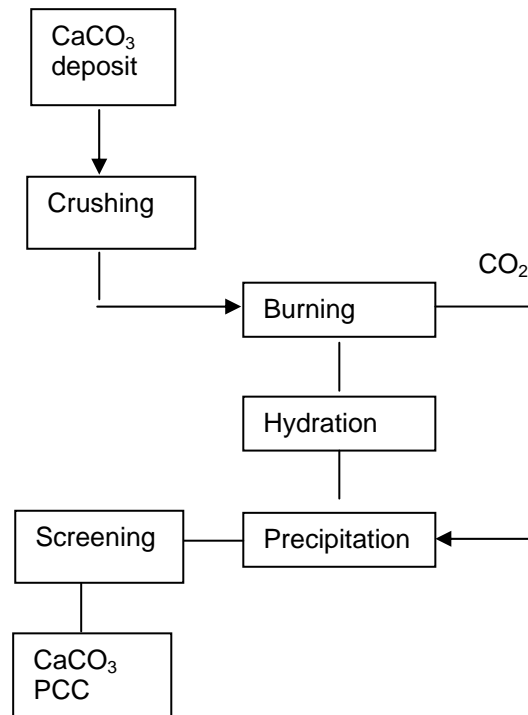 CaCO₃
deposit
Crushing
CO₂
Burning
Hydration
Screening
Precipitation
CaCO₃
PCC